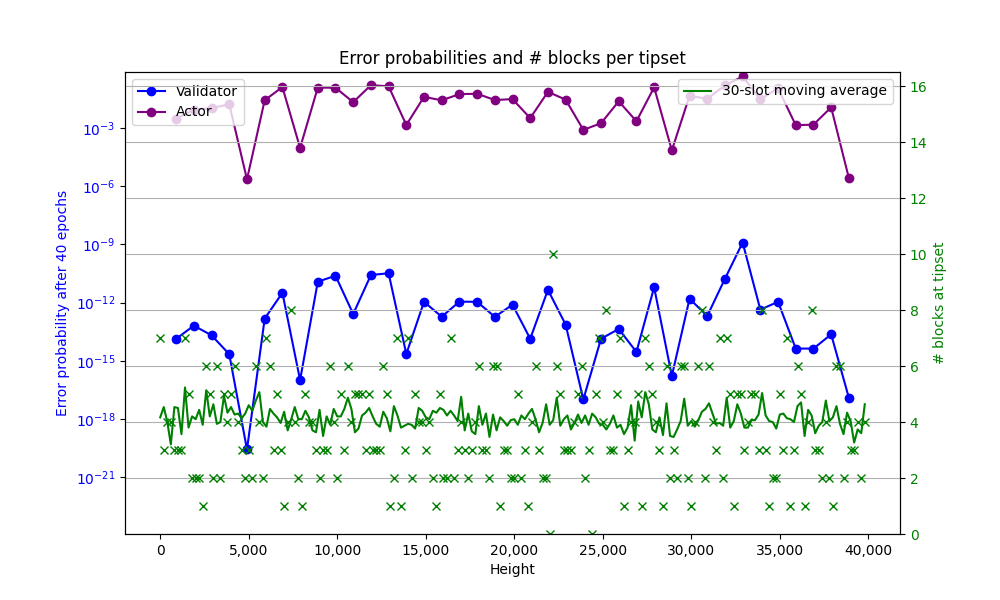 Error probabilities and # blocks per tipset
Validator
Actor
30-slot moving average
Error probability after 40 epochs
10⁻³
10⁻⁶
10⁻⁹
10⁻¹²
10⁻¹⁵
10⁻¹⁸
10⁻²¹
16
14
12
10
8
6
4
2
0
# blocks at tipset
0 5,000 10,000 15,000 20,000 25,000 30,000 35,000 40,000
Height